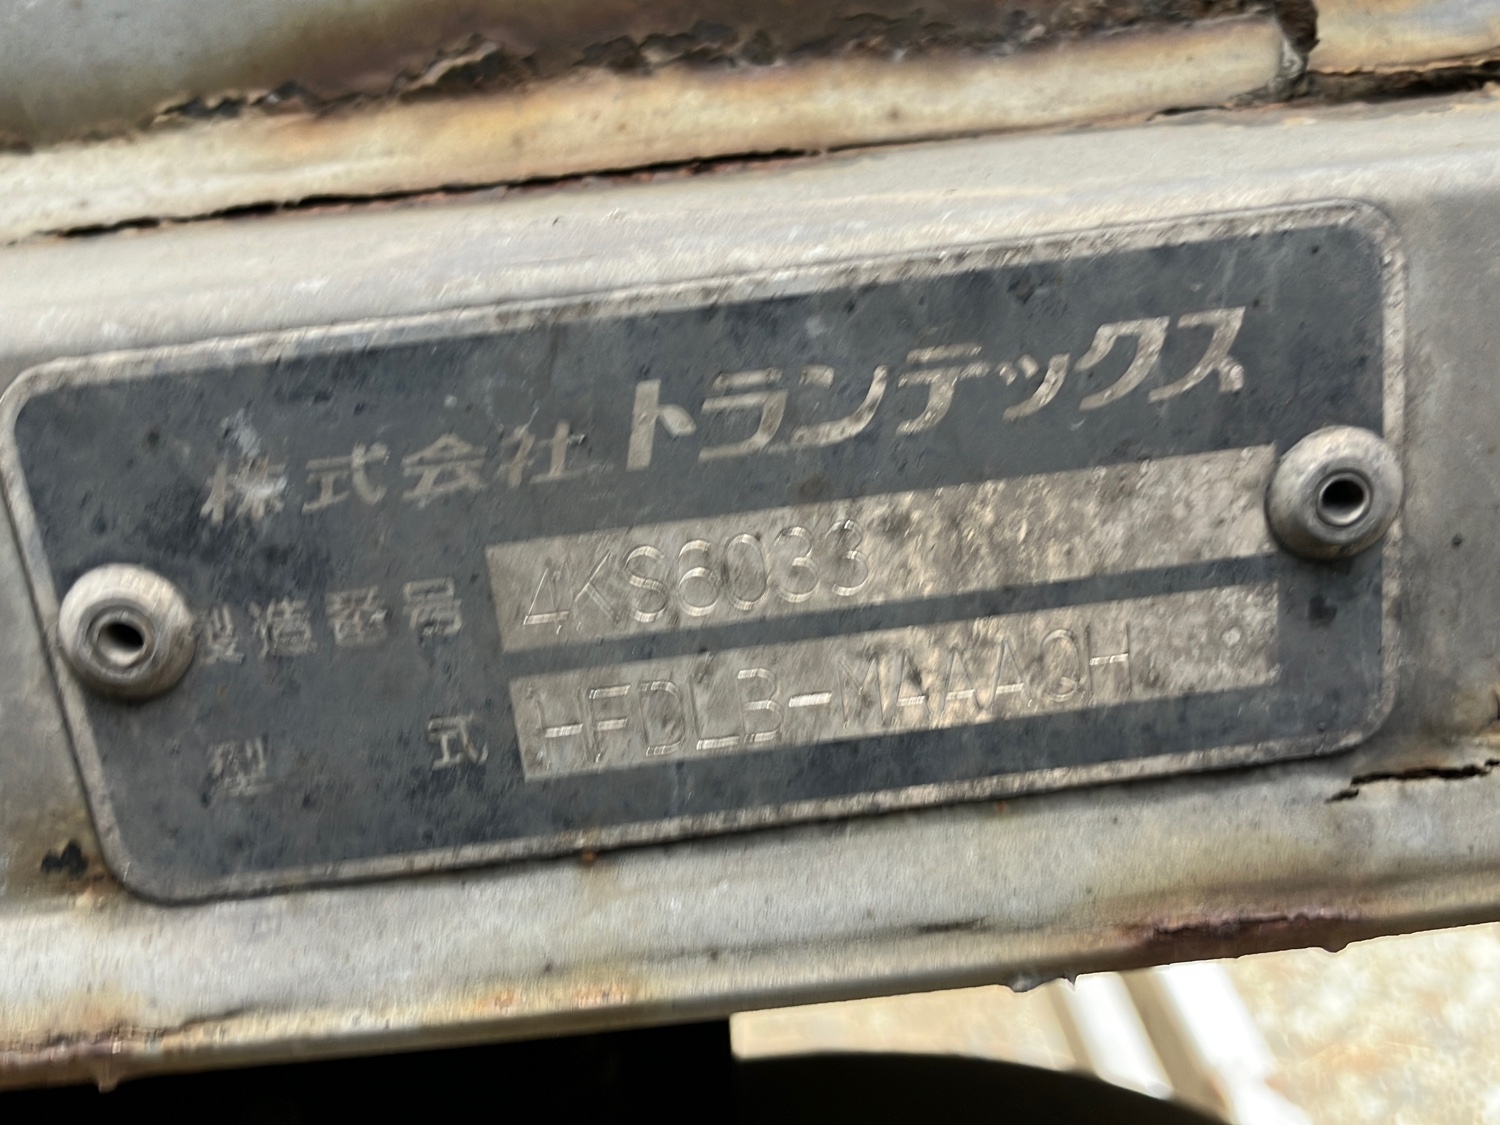 株式会社 トランテックス
製造番号 4KS6033
型 式 HFDLB-MAAAQH